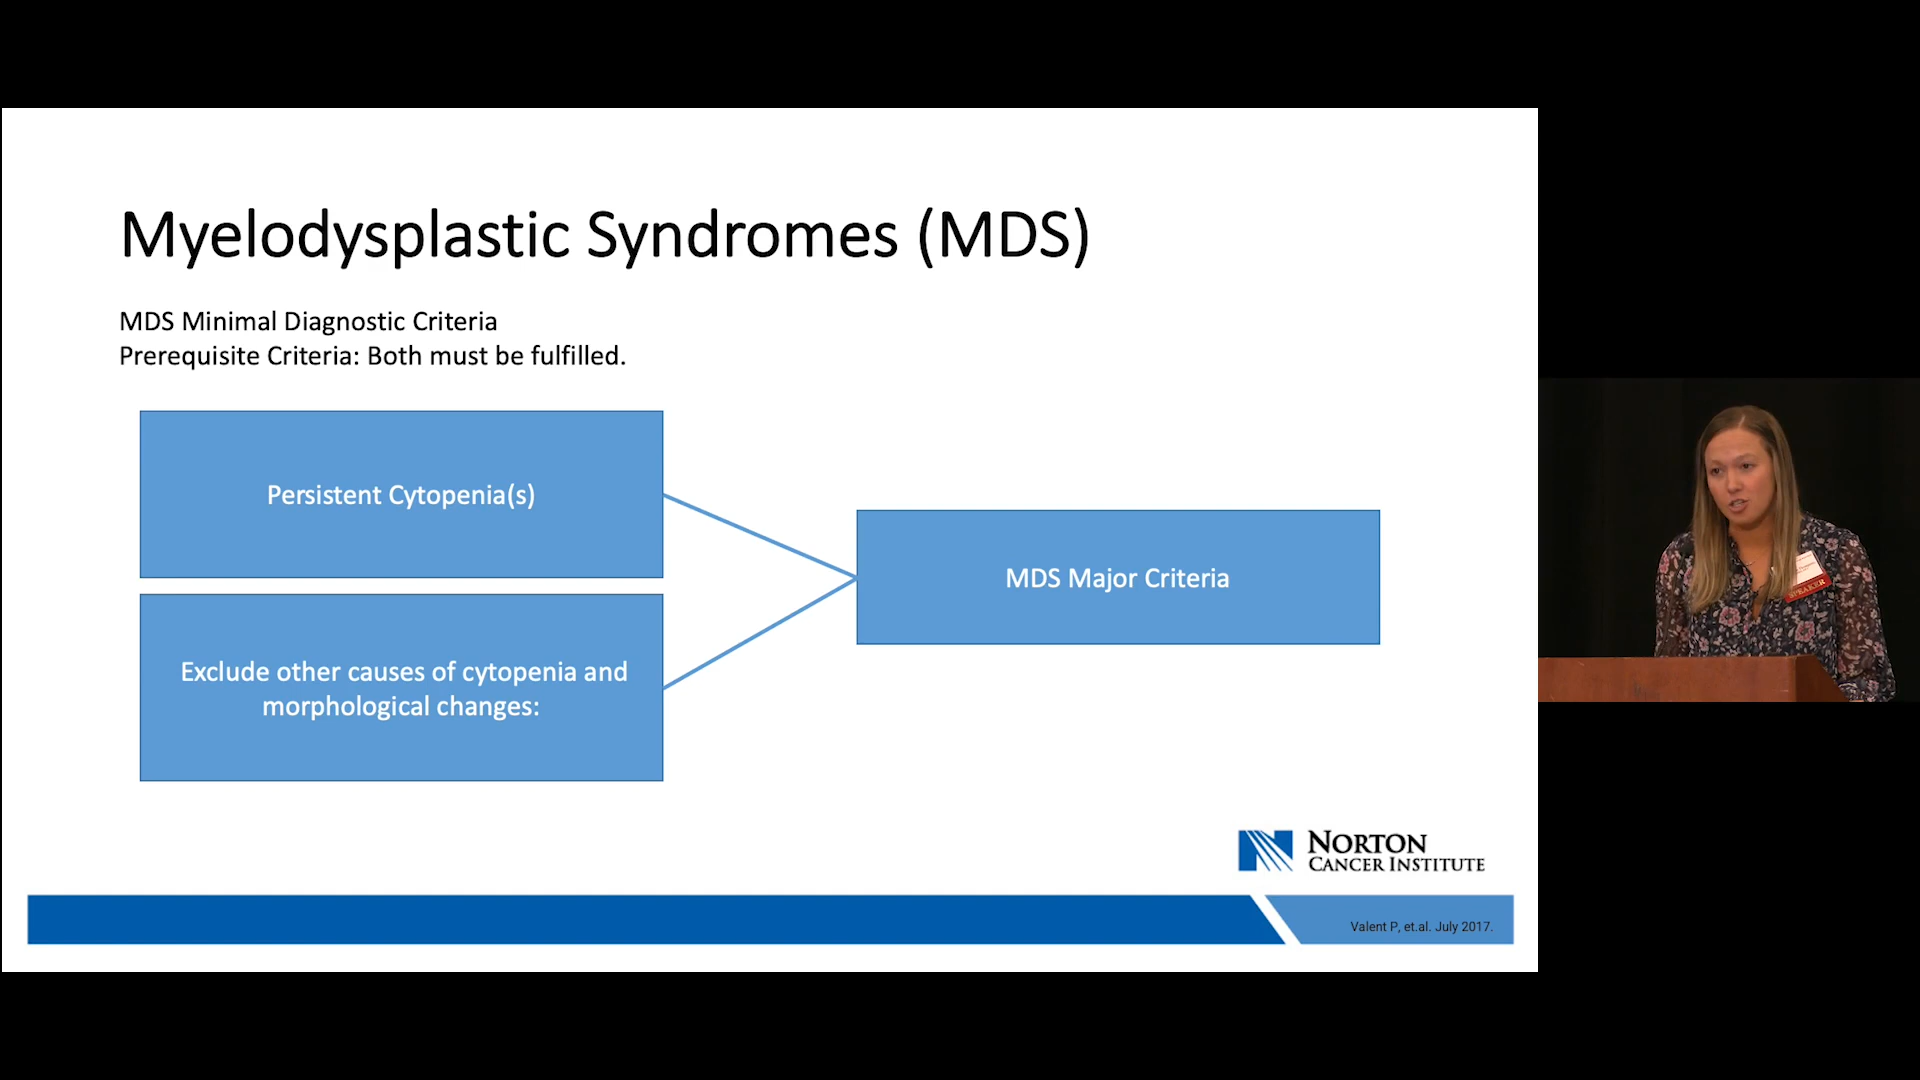 Myelodysplastic Syndromes (MDS)
MDS Minimal Diagnostic Criteria
Prerequisite Criteria: Both must be fulfilled.
Persistent Cytopenia(s)
Exclude other causes of cytopenia and
morphological changes:
MDS Major Criteria
NORTON
CANCER INSTITUTE
Valent P, et.al. July 2017.
SPEAKER